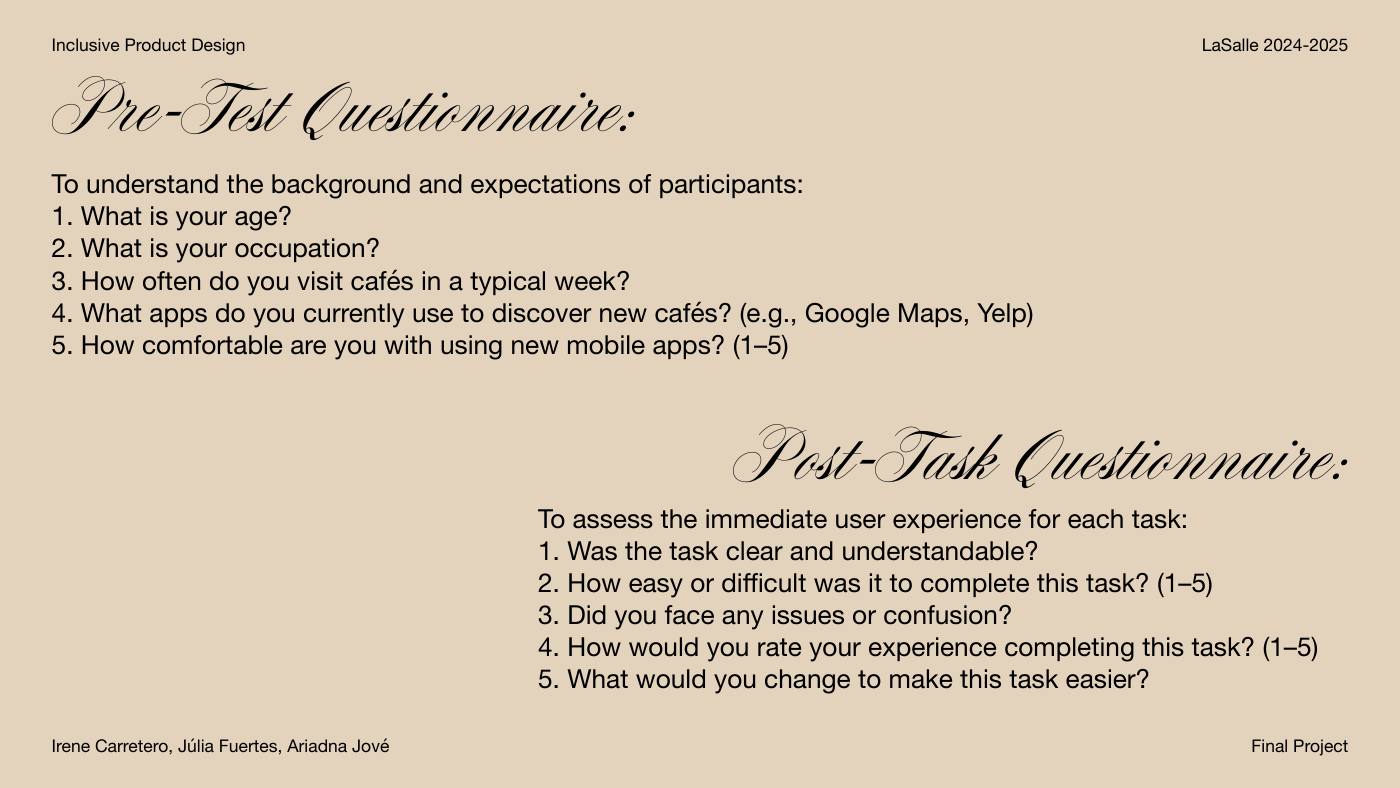 Inclusive Product Design
LaSalle 2024-2025
Pre-Test Questionnaire:
To understand the background and expectations of participants:
1. What is your age?
2. What is your occupation?
3. How often do you visit cafés in a typical week?
4. What apps do you currently use to discover new cafés? (e.g., Google Maps, Yelp)
5. How comfortable are you with using new mobile apps? (1–5)
Post-Task Questionnaire:
To assess the immediate user experience for each task:
1. Was the task clear and understandable?
2. How easy or difficult was it to complete this task? (1–5)
3. Did you face any issues or confusion?
4. How would you rate your experience completing this task? (1–5)
5. What would you change to make this task easier?
Irene Carretero, Júlia Fuertes, Ariadna Jové
Final Project